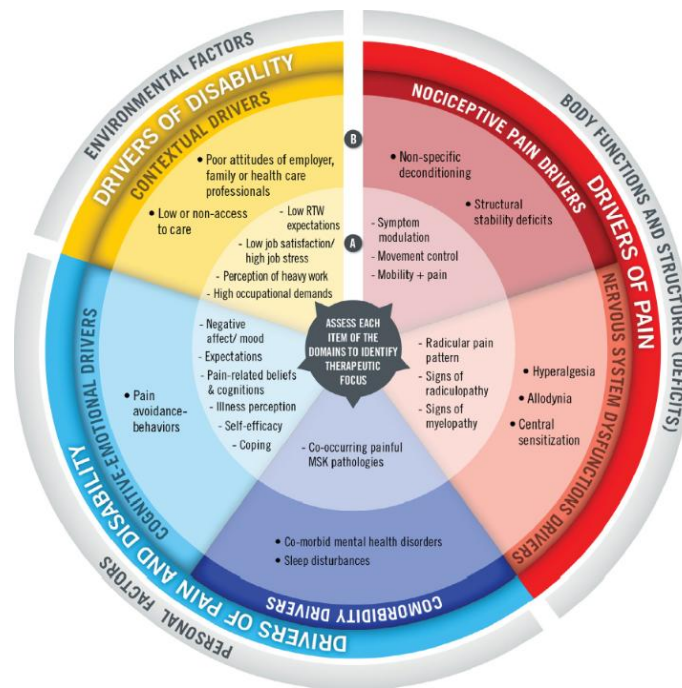 ENVIRONMENTAL FACTORS
DRIVERS OF DISABILITY
CONTEXTUAL DRIVERS
• Poor attitudes of employer,
family or health care
professionals
• Low or non-access
to care
- Low RTW
expectations
- Low job satisfaction/
high job stress
- Perception of heavy work
- High occupational demands
B
A
BODY FUNCTIONS AND STRUCTURES (DEFICITS)
DRIVERS OF PAIN
NOCICEPTIVE PAIN DRIVERS
• Non-specific
deconditioning
• Structural
stability deficits
- Symptom
modulation
- Movement control
- Mobility + pain
NERVOUS SYSTEM DYSFUNCTIONS DRIVERS
- Radicular pain
pattern
- Signs of
radiculopathy
- Signs of
myelopathy
• Hyperalgesia
• Allodynia
• Central
sensitization
ASSESS EACH
ITEM OF THE
DOMAINS TO IDENTIFY
THERAPEUTIC
FOCUS
PERSONAL FACTORS
DRIVERS OF PAIN AND DISABILITY
COGNITIVE-EMOTIONAL DRIVERS
- Negative
affect/ mood
- Expectations
- Pain-related beliefs
& cognitions
- Illness perception
- Self-efficacy
- Coping
• Pain
avoidance-
behaviors
- Co-occurring painful
MSK pathologies
• Co-morbid mental health disorders
• Sleep disturbances
COMORBIDITY DRIVERS